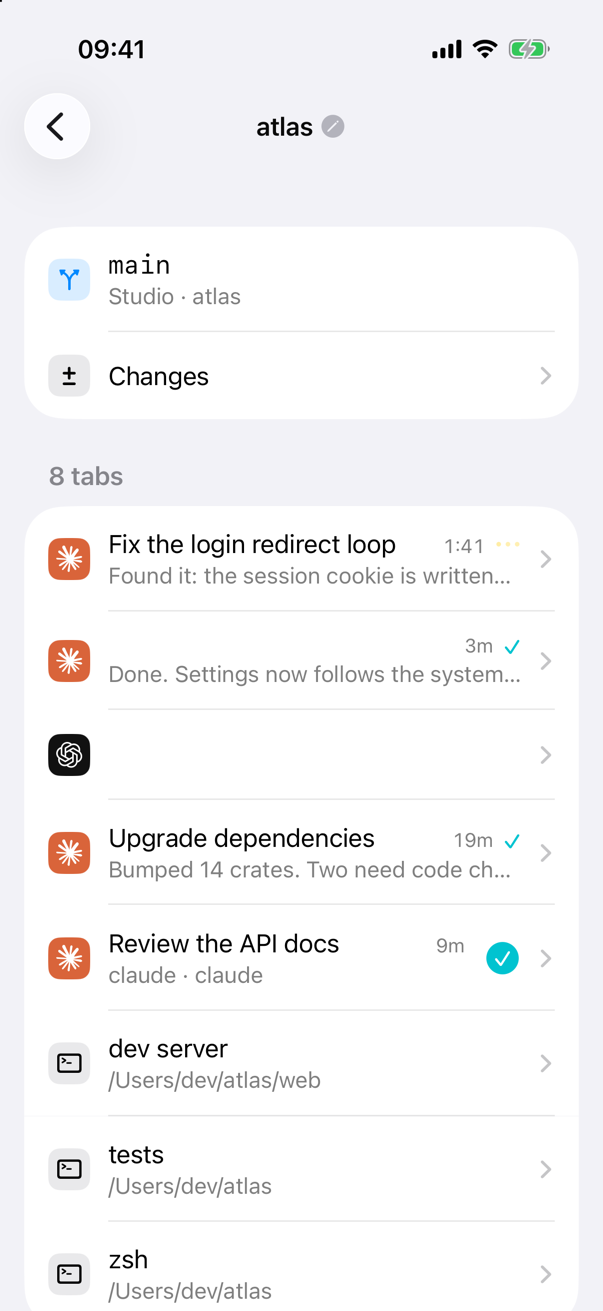 09:41
atlas
main
Studio · atlas
± Changes
8 tabs
Fix the login redirect loop 1:41
Found it: the session cookie is written...
3m
Done. Settings now follows the system...
Upgrade dependencies 19m
Bumped 14 crates. Two need code ch...
Review the API docs 9m
claude · claude
dev server
/Users/dev/atlas/web
tests
/Users/dev/atlas
zsh
/Users/dev/atlas